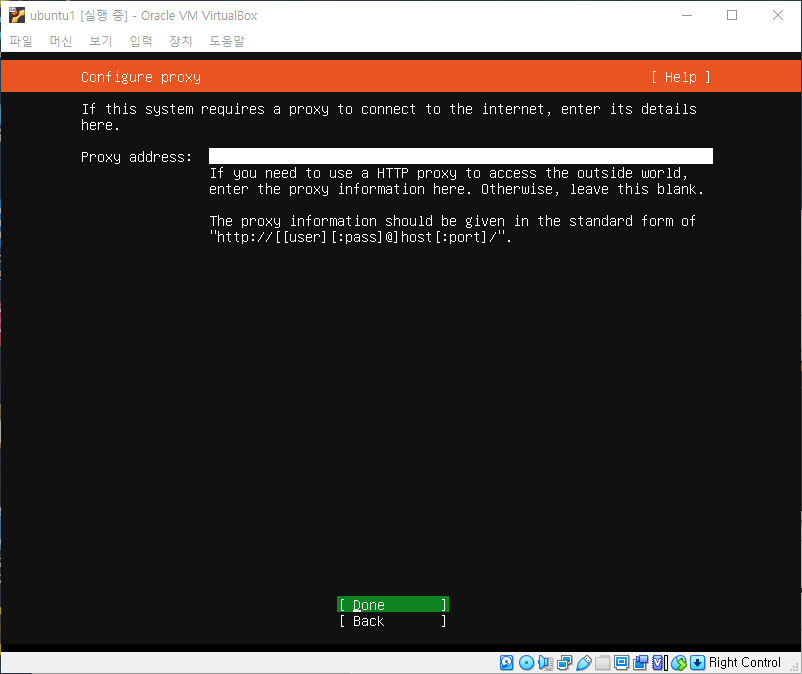 ubuntu1 [실행 중] - Oracle VM VirtualBox
파일 머신 보기 입력 장치 도움말
Configure proxy [ Help ]
If this system requires a proxy to connect to the internet, enter its details
here.
Proxy address:
If you need to use a HTTP proxy to access the outside world,
enter the proxy information here. Otherwise, leave this blank.
The proxy information should be given in the standard form of
"http://[[user][:pass]@]host[:port]/".
[ Done ]
[ Back ]
Right Control